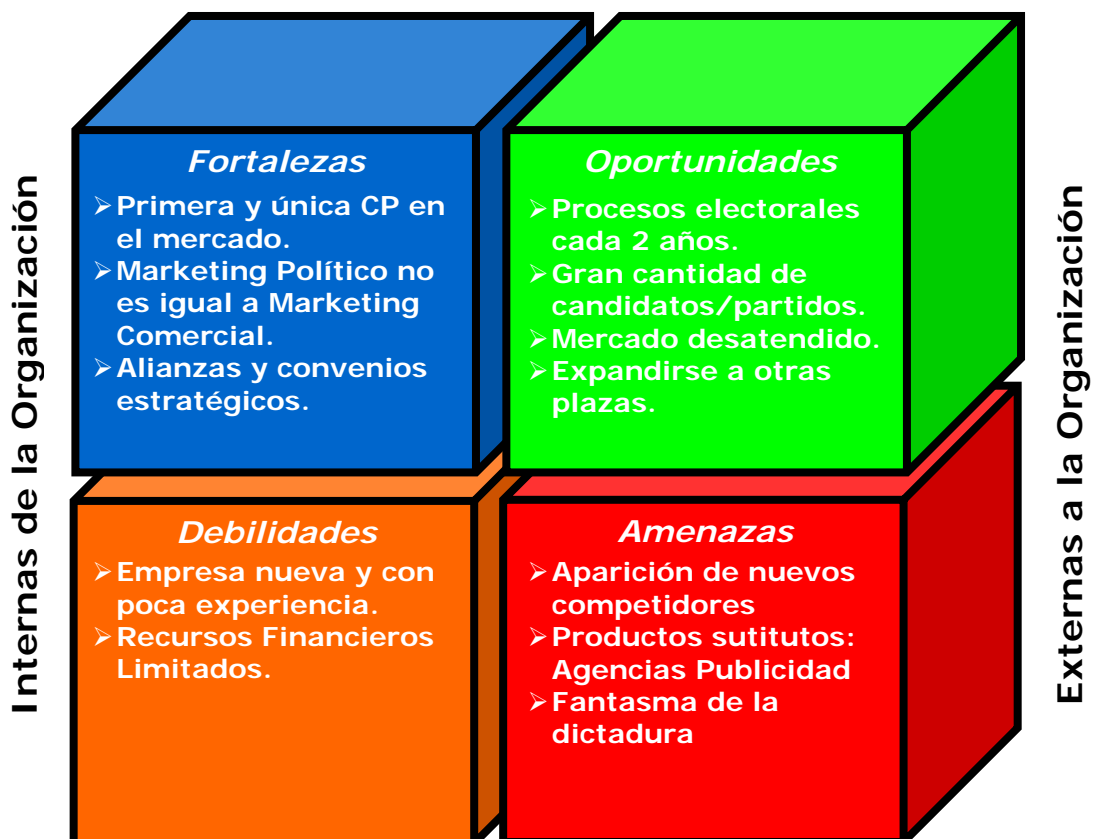 Internas de la Organización
Fortalezas
➢Primera y única CP en
el mercado.
➢Marketing Político no
es igual a Marketing
Comercial.
➢Alianzas y convenios
estratégicos.
Oportunidades
➢Procesos electorales
cada 2 años.
➢Gran cantidad de
candidatos/partidos.
➢Mercado desatendido.
➢Expandirse a otras
plazas.
Debilidades
➢Empresa nueva y con
poca experiencia.
➢Recursos Financieros
Limitados.
Amenazas
➢Aparición de nuevos
competidores
➢Productos sutitutos:
Agencias Publicidad
➢Fantasma de la
dictadura
Externas a la Organización